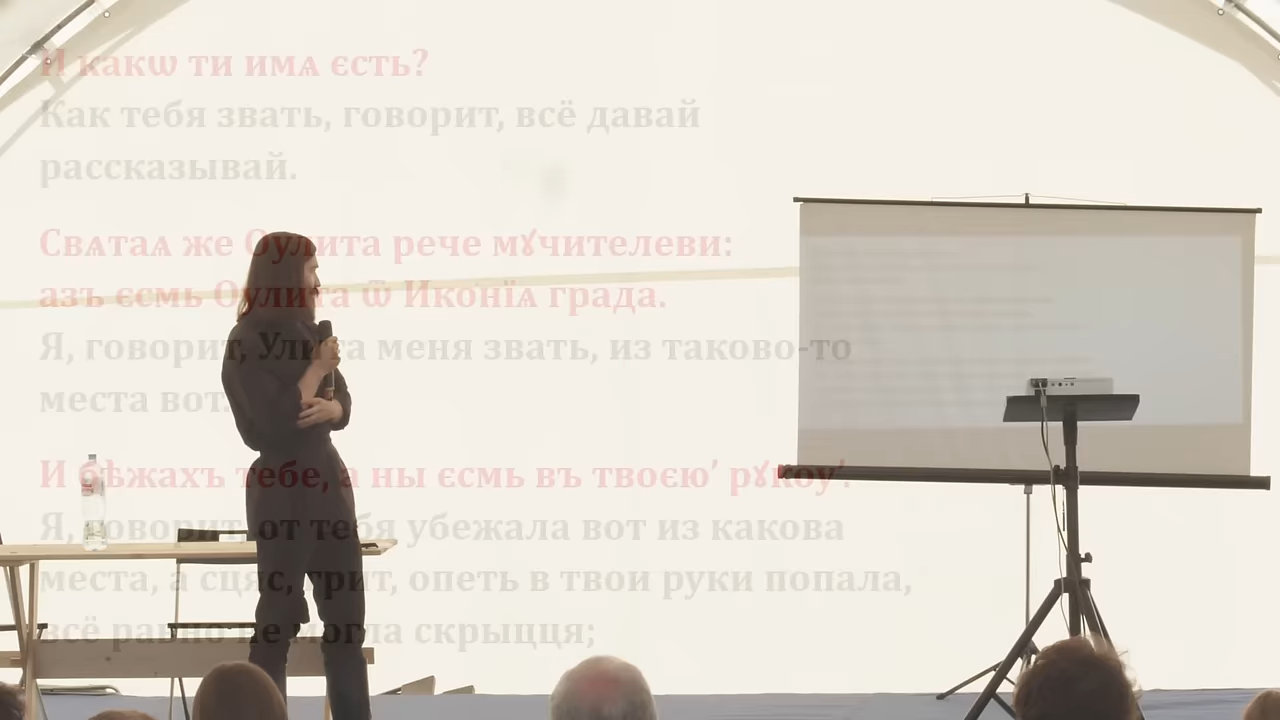 И какѡ ти имѧ єсть?
Как тебя звать, говорит, всё давай
рассказывай.
Свѧтаѧ же Оулита рече мꙋчителеви:
азъ єсмь Оулита ѿ Иконїѧ града.
Я, говорит, Улита меня звать, из таково-то
места вот.
И бѣжахъ тебе, а ны єсмь въ твоєю’ рꙋкоу’.
Я, говорит, от тебя убежала вот из какова
места, а сцяс, грит, опеть в твои руки попала,
всё равно не могла скрыцця;